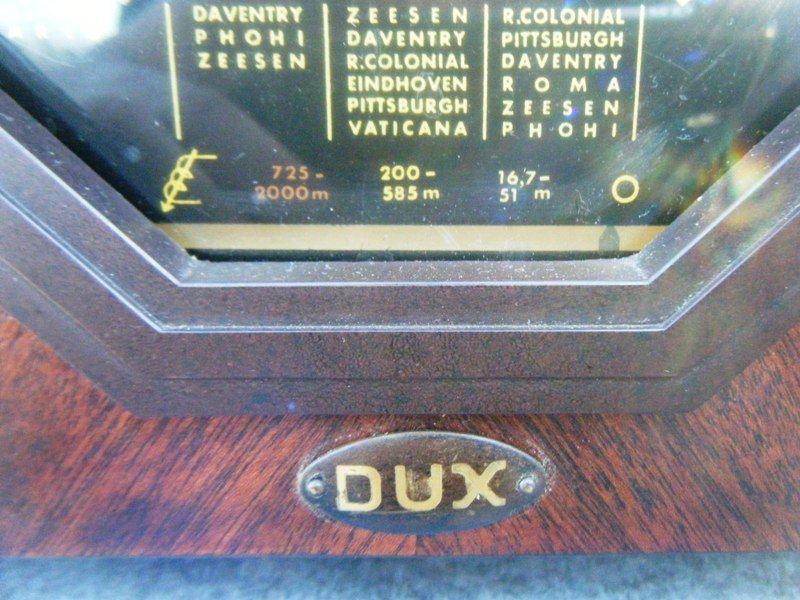 DAVENTRY
PHOHI
ZEESEN
ZEESEN
DAVENTRY
R.COLONIAL
EINDHOVEN
PITTSBURGH
VATICANA
R.COLONIAL
PITTSBURGH
DAVENTRY
ROMA
ZEESEN
PHOHI
725-
2000m
200-
585m
16,7-
51 m
DUX